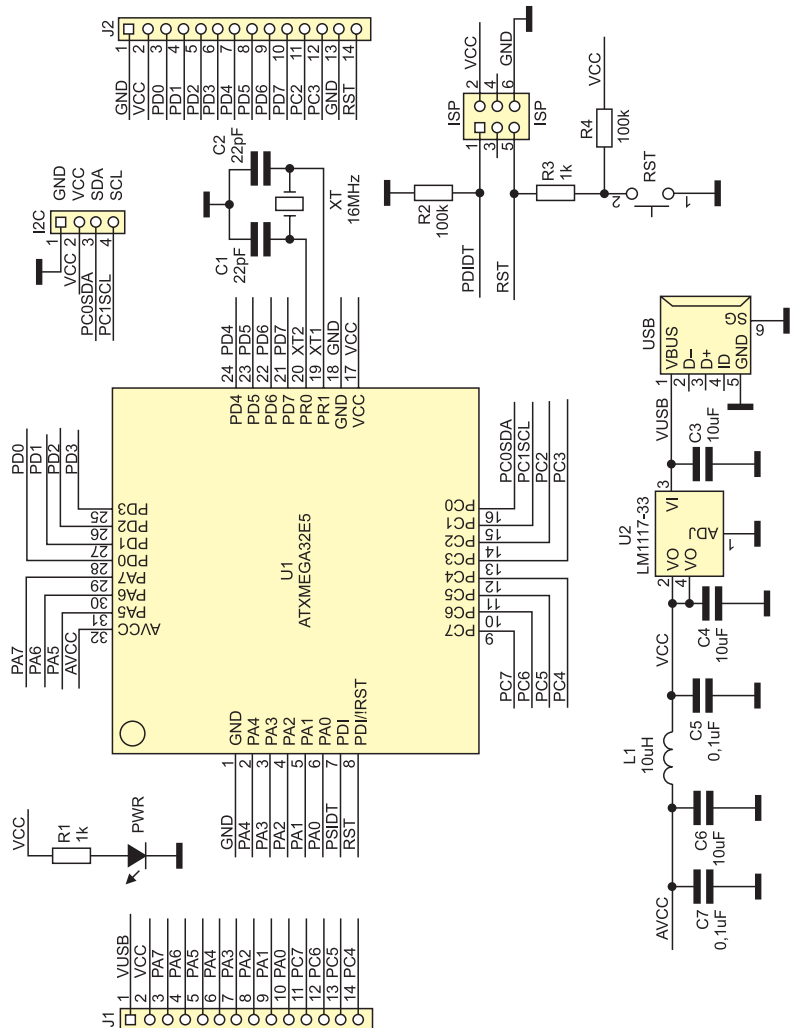 J2
1 GND
2 VCC
3 PD0
4 PD1
5 PD2
6 PD3
7 PD4
8 PD5
9 PD6
10 PD7
11 PC2
12 PC3
13 GND
14 RST
I2C
1 GND
VCC 2 VCC
PC0SDA 3 SDA
PC1SCL 4 SCL
C1
22pF
C2
22pF
XT
16MHz
ISP
1
2 VCC
3
4
5
6 GND
ISP
PDIDT
RST
R2
100k
R3
1k
R4
100k
VCC
RST
2
1
U1
ATXMEGA32E5
24 PD4
23 PD5
22 PD6
21 PD7
20 XT2
19 XT1
18 GND
17 VCC
PD4
PD5
PD6
PD7
PR0
PR1
GND
VCC
PD0
PD1
PD2
PD3
PD3 25
PD2 26
PD1 27
PD0 28
PA7 29
PA6 30
PA5 31
AVCC 32
PA7
PA6
PA5
AVCC
PC0 16
PC1 15
PC2 14
PC3 13
PC4 12
PC5 11
PC6 10
PC7 9
PC0SDA
PC1SCL
PC2
PC3
PC7
PC6
PC5
PC4
GND
PA4
PA3
PA2
PA1
PA0
PDI
PDI/!RST
GND 1
PA4 2
PA3 3
PA2 4
PA1 5
PA0 6
PSIDT 7
RST 8
VCC
R1
1k
PWR
J1
1 VUSB
2 VCC
3 PA7
4 PA6
5 PA5
6 PA4
7 PA3
8 PA2
9 PA1
10 PA0
11 PC7
12 PC6
13 PC5
14 PC4
USB
1 VBUS
2 D-
3 D+
4 ID
5 GND
SG 6
VUSB
C3
10uF
U2
LM1117-33
3 VI
2 VO
4 VO
ADJ 1
VCC
C4
10uF
C5
0,1uF
L1
10uH
C6
10uF
C7
0,1uF
AVCC